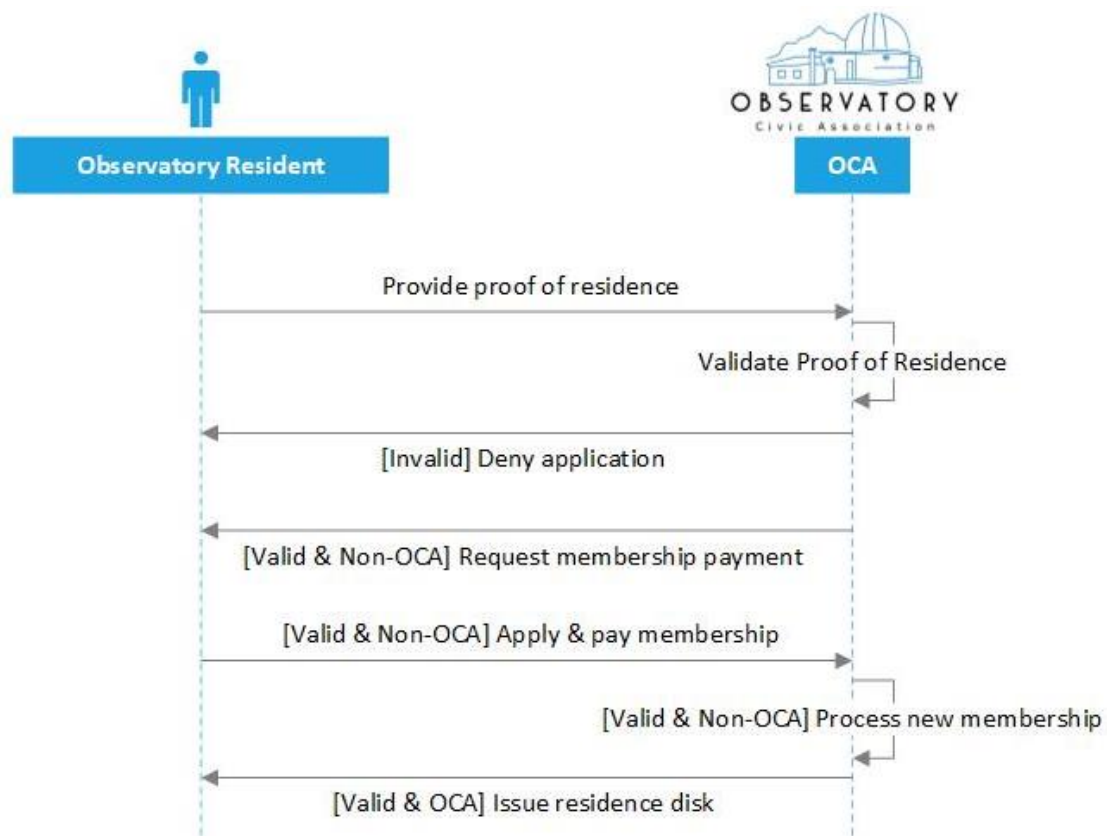 OBSERVATORY
Civic Association
Observatory Resident
OCA
Provide proof of residence
Validate Proof of Residence
[Invalid] Deny application
[Valid & Non-OCA] Request membership payment
[Valid & Non-OCA] Apply & pay membership
[Valid & Non-OCA] Process new membership
[Valid & OCA] Issue residence disk